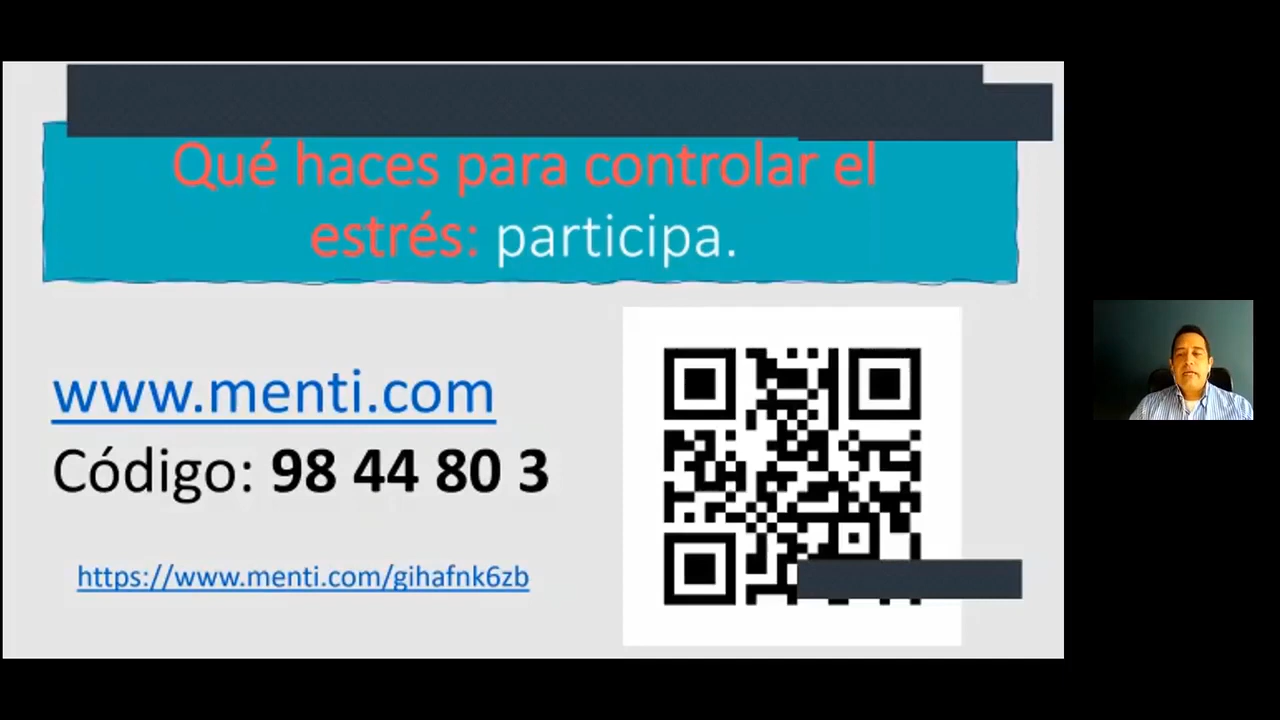 Qué haces para controlar el
estrés: participa.
www.menti.com
Código: 98 44 80 3
https://www.menti.com/gihafnk6zb